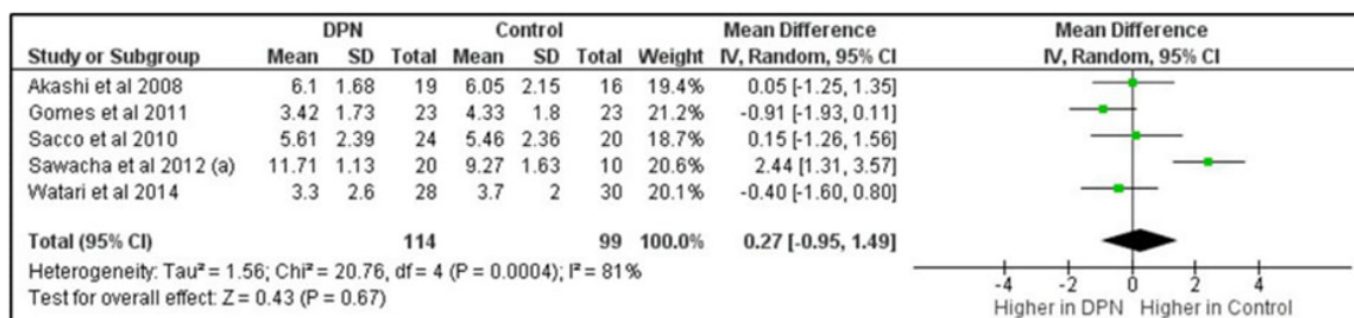 DPN Control Mean Difference Mean Difference
Study or Subgroup Mean SD Total Mean SD Total Weight IV, Random, 95% CI IV, Random, 95% CI
Akashi et al 2008 6.1 1.68 19 6.05 2.15 16 19.4% 0.05 [-1.25, 1.35]
Gomes et al 2011 3.42 1.73 23 4.33 1.8 23 21.2% -0.91 [-1.93, 0.11]
Sacco et al 2010 5.61 2.39 24 5.46 2.36 20 18.7% 0.15 [-1.26, 1.56]
Sawacha et al 2012 (a) 11.71 1.13 20 9.27 1.63 10 20.6% 2.44 [1.31, 3.57]
Watari et al 2014 3.3 2.6 28 3.7 2 30 20.1% -0.40 [-1.60, 0.80]
Total (95% CI) 114 99 100.0% 0.27 [-0.95, 1.49]
Heterogeneity: Tau² = 1.56; Chi² = 20.76, df = 4 (P = 0.0004); I² = 81%
Test for overall effect: Z = 0.43 (P = 0.67)
-4 -2 0 2 4
Higher in DPN Higher in Control